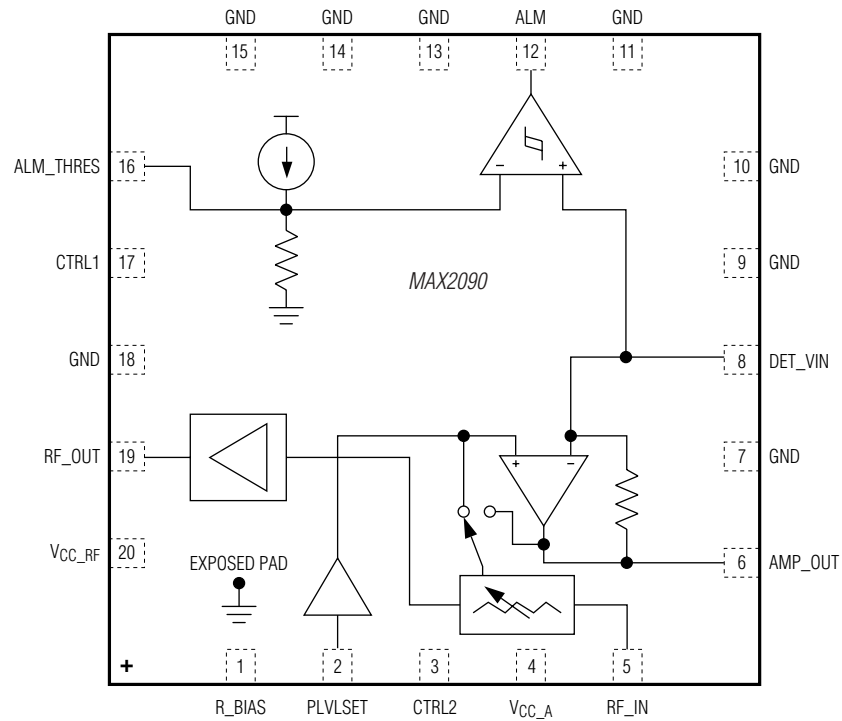 GND GND GND ALM GND
15 14 13 12 11
ALM_THRES 16
- +
10 GND
CTRL1 17
9 GND
MAX2090
GND 18
8 DET_VIN
RF_OUT 19
+ -
7 GND
VCC_RF 20
EXPOSED PAD
6 AMP_OUT
+ 1 2 3 4 5
R_BIAS PLVLSET CTRL2 VCC_A RF_IN